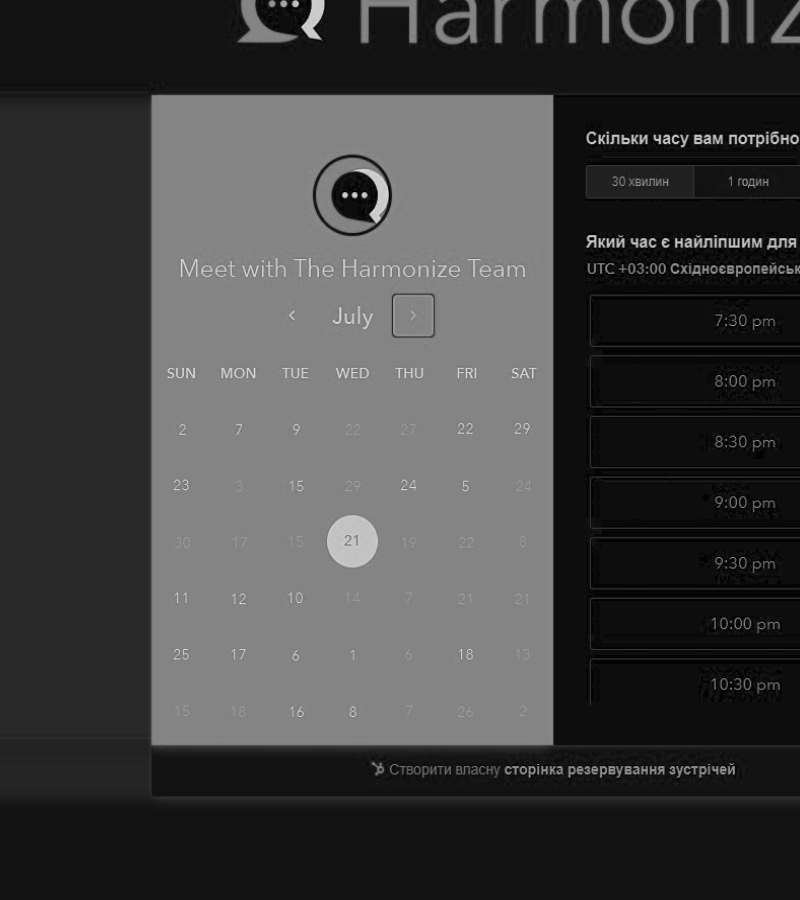 Harmoniz
Meet with The Harmonize Team
July
SUN MON TUE WED THU FRI SAT
2 7 9 22 27 22 29
23 3 15 29 24 5 24
30 17 15 21 19 22 8
11 12 10 14 7 21 21
25 17 6 1 6 18 13
15 18 16 8 7 26 2
Скільки часу вам потрібно
30 хвилин 1 годин
Який час є найліпшим для
UTC +03:00 Східноєвропейськ
7:30 pm
8:00 pm
8:30 pm
9:00 pm
9:30 pm
10:00 pm
10:30 pm
Створити власну сторінка резервування зустрічей